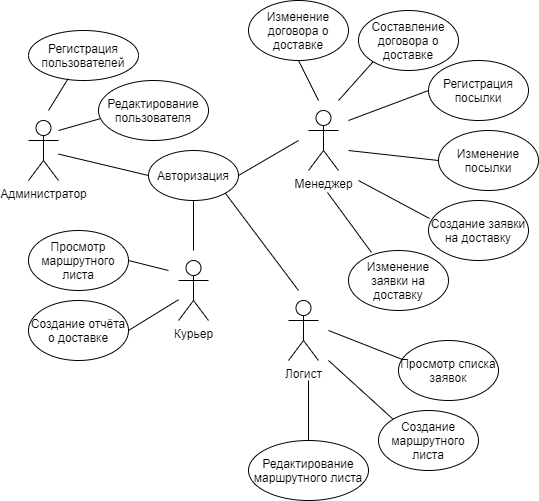 Изменение
договора о
доставке
Составление
договора о
доставке
Регистрация
пользователей
Регистрация
посылки
Редактирование
пользователя
Администратор
Авторизация
Менеджер
Изменение
посылки
Создание заявки
на доставку
Просмотр
маршрутного
листа
Изменение
заявки на
доставку
Создание отчёта
о доставке
Курьер
Логист
Просмотр списка
заявок
Создание
маршрутного
листа
Редактирование
маршрутного листа